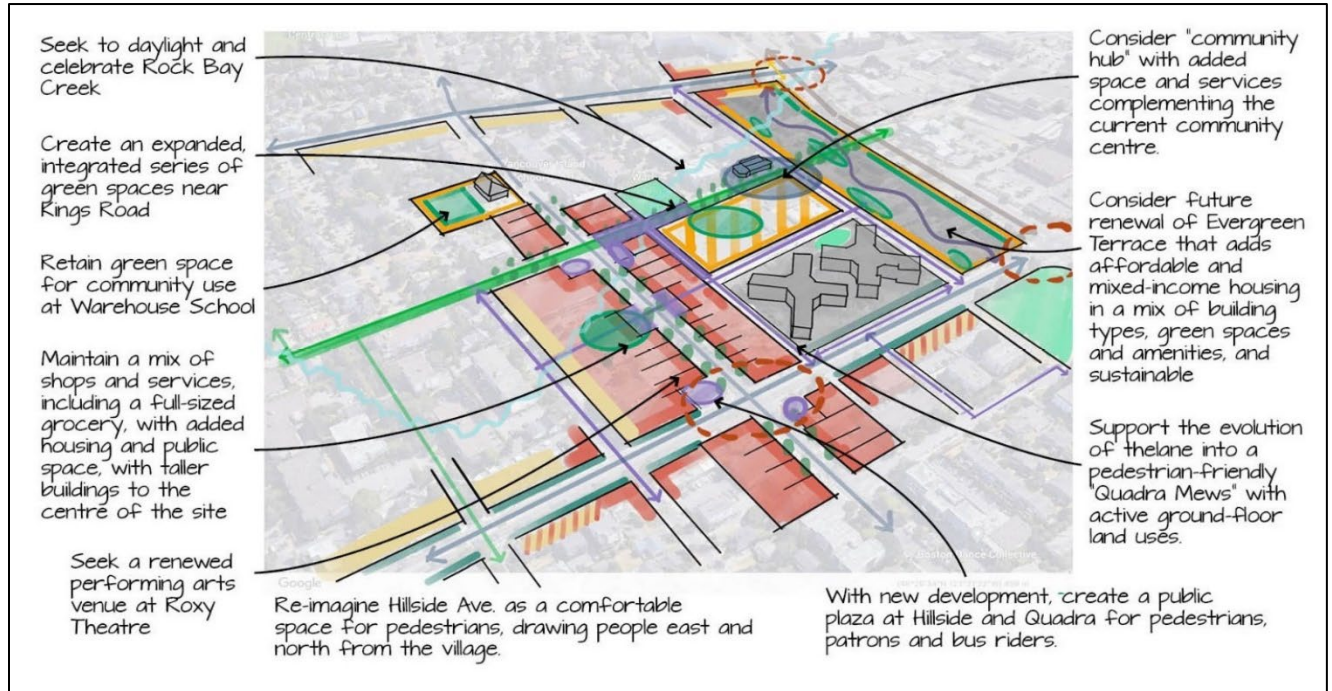 Seek to daylight and
celebrate Rock Bay
Creek
Create an expanded,
integrated series of
green spaces near
Kings Road
Retain green space
for community use
at Warehouse School
Maintain a mix of
shops and services,
including a full-sized
grocery, with added
housing and public
space, with taller
buildings to the
centre of the site
Seek a renewed
performing arts
venue at Roxy
Theatre
Re-imagine Hillside Ave. as a comfortable
space for pedestrians, drawing people east and
north from the village.
Consider "community
hub" with added
space and services
complementing the
current community
centre.
Consider future
renewal of Evergreen
Terrace that adds
affordable and
mixed-income housing
in a mix of building
types, green spaces
and amenities, and
sustainable
Support the evolution
of thelane into a
pedestrian-friendly
"Quadra Mews" with
active ground-floor
land uses.
With new development, create a public
plaza at Hillside and Quadra for pedestrians,
patrons and bus riders.
Google